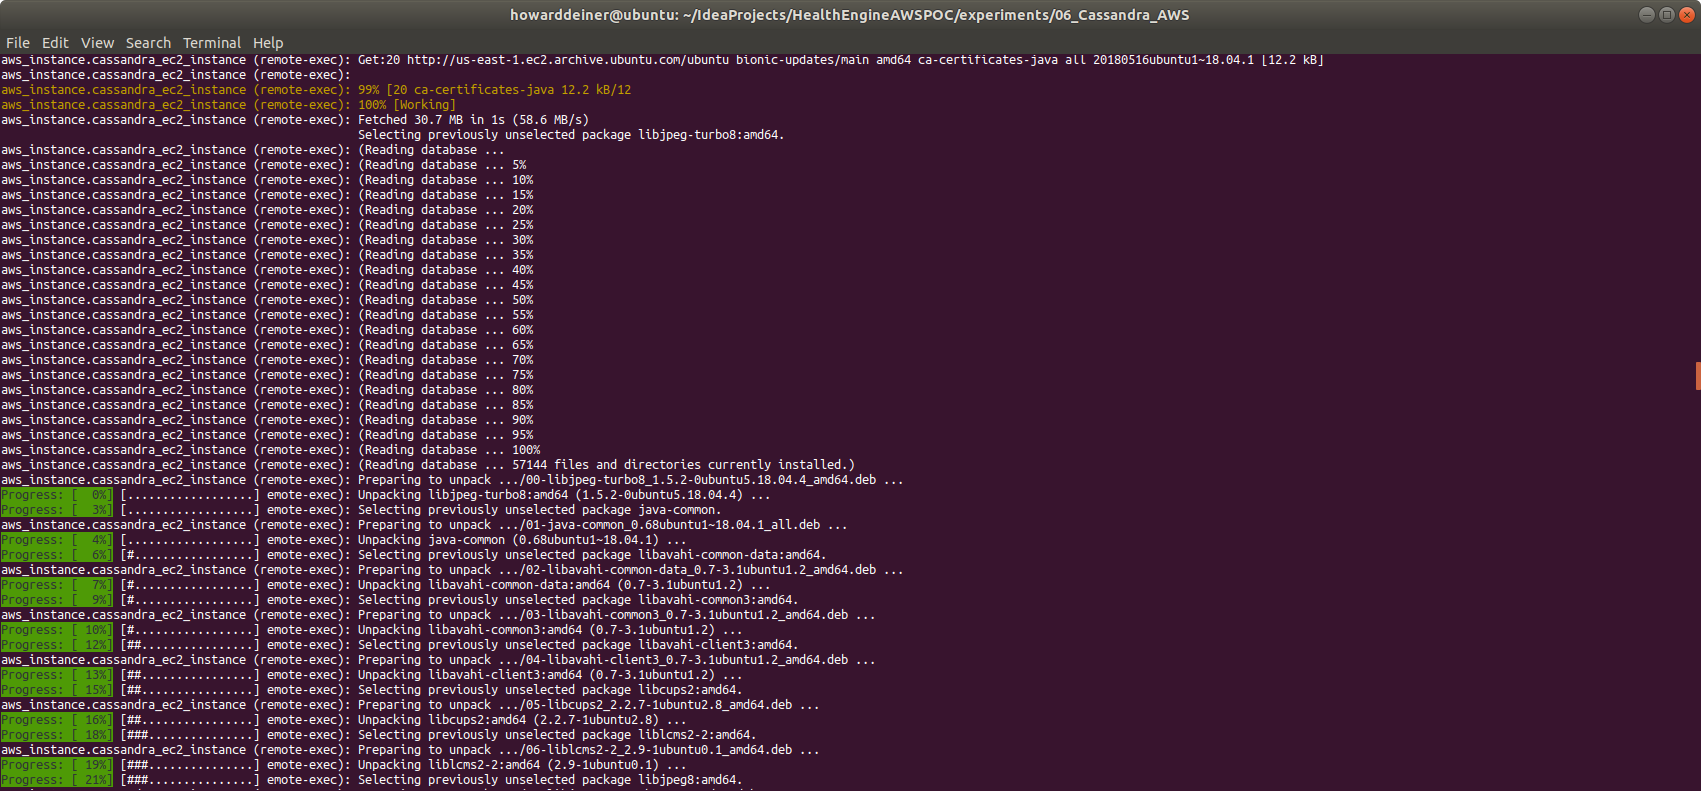 howarddeiner@ubuntu: ~/IdeaProjects/HealthEngineAWSPOC/experiments/06_Cassandra_AWS
File Edit View Search Terminal Help
aws_instance.cassandra_ec2_instance (remote-exec): Get:20 http://us-east-1.ec2.archive.ubuntu.com/ubuntu bionic-updates/main amd64 ca-certificates-java all 20180516ubuntu1~18.04.1 [12.2 kB]
aws_instance.cassandra_ec2_instance (remote-exec):
aws_instance.cassandra_ec2_instance (remote-exec): 99% [20 ca-certificates-java 12.2 kB/12
aws_instance.cassandra_ec2_instance (remote-exec): 100% [Working]
aws_instance.cassandra_ec2_instance (remote-exec): Fetched 30.7 MB in 1s (58.6 MB/s)
Selecting previously unselected package libjpeg-turbo8:amd64.
aws_instance.cassandra_ec2_instance (remote-exec): (Reading database ...
aws_instance.cassandra_ec2_instance (remote-exec): (Reading database ... 5%
aws_instance.cassandra_ec2_instance (remote-exec): (Reading database ... 10%
aws_instance.cassandra_ec2_instance (remote-exec): (Reading database ... 15%
aws_instance.cassandra_ec2_instance (remote-exec): (Reading database ... 20%
aws_instance.cassandra_ec2_instance (remote-exec): (Reading database ... 25%
aws_instance.cassandra_ec2_instance (remote-exec): (Reading database ... 30%
aws_instance.cassandra_ec2_instance (remote-exec): (Reading database ... 35%
aws_instance.cassandra_ec2_instance (remote-exec): (Reading database ... 40%
aws_instance.cassandra_ec2_instance (remote-exec): (Reading database ... 45%
aws_instance.cassandra_ec2_instance (remote-exec): (Reading database ... 50%
aws_instance.cassandra_ec2_instance (remote-exec): (Reading database ... 55%
aws_instance.cassandra_ec2_instance (remote-exec): (Reading database ... 60%
aws_instance.cassandra_ec2_instance (remote-exec): (Reading database ... 65%
aws_instance.cassandra_ec2_instance (remote-exec): (Reading database ... 70%
aws_instance.cassandra_ec2_instance (remote-exec): (Reading database ... 75%
aws_instance.cassandra_ec2_instance (remote-exec): (Reading database ... 80%
aws_instance.cassandra_ec2_instance (remote-exec): (Reading database ... 85%
aws_instance.cassandra_ec2_instance (remote-exec): (Reading database ... 90%
aws_instance.cassandra_ec2_instance (remote-exec): (Reading database ... 95%
aws_instance.cassandra_ec2_instance (remote-exec): (Reading database ... 100%
aws_instance.cassandra_ec2_instance (remote-exec): (Reading database ... 57144 files and directories currently installed.)
aws_instance.cassandra_ec2_instance (remote-exec): Preparing to unpack .../00-libjpeg-turbo8_1.5.2-0ubuntu5.18.04.4_amd64.deb ...
Progress: [  0%] [..................] emote-exec): Unpacking libjpeg-turbo8:amd64 (1.5.2-0ubuntu5.18.04.4) ...
Progress: [  3%] [..................] emote-exec): Selecting previously unselected package java-common.
aws_instance.cassandra_ec2_instance (remote-exec): Preparing to unpack .../01-java-common_0.68ubuntu1~18.04.1_all.deb ...
Progress: [  4%] [..................] emote-exec): Unpacking java-common (0.68ubuntu1~18.04.1) ...
Progress: [  6%] [#.................] emote-exec): Selecting previously unselected package libavahi-common-data:amd64.
aws_instance.cassandra_ec2_instance (remote-exec): Preparing to unpack .../02-libavahi-common-data_0.7-3.1ubuntu1.2_amd64.deb ...
Progress: [  7%] [#.................] emote-exec): Unpacking libavahi-common-data:amd64 (0.7-3.1ubuntu1.2) ...
Progress: [  9%] [#.................] emote-exec): Selecting previously unselected package libavahi-common3:amd64.
aws_instance.cassandra_ec2_instance (remote-exec): Preparing to unpack .../03-libavahi-common3_0.7-3.1ubuntu1.2_amd64.deb ...
Progress: [ 10%] [#.................] emote-exec): Unpacking libavahi-common3:amd64 (0.7-3.1ubuntu1.2) ...
Progress: [ 12%] [##................] emote-exec): Selecting previously unselected package libavahi-client3:amd64.
aws_instance.cassandra_ec2_instance (remote-exec): Preparing to unpack .../04-libavahi-client3_0.7-3.1ubuntu1.2_amd64.deb ...
Progress: [ 13%] [##................] emote-exec): Unpacking libavahi-client3:amd64 (0.7-3.1ubuntu1.2) ...
Progress: [ 15%] [##................] emote-exec): Selecting previously unselected package libcups2:amd64.
aws_instance.cassandra_ec2_instance (remote-exec): Preparing to unpack .../05-libcups2_2.2.7-1ubuntu2.8_amd64.deb ...
Progress: [ 16%] [##................] emote-exec): Unpacking libcups2:amd64 (2.2.7-1ubuntu2.8) ...
Progress: [ 18%] [###...............] emote-exec): Selecting previously unselected package liblcms2-2:amd64.
aws_instance.cassandra_ec2_instance (remote-exec): Preparing to unpack .../06-liblcms2-2_2.9-1ubuntu0.1_amd64.deb ...
Progress: [ 19%] [###...............] emote-exec): Unpacking liblcms2-2:amd64 (2.9-1ubuntu0.1) ...
Progress: [ 21%] [###...............] emote-exec): Selecting previously unselected package libjpeg8:amd64.